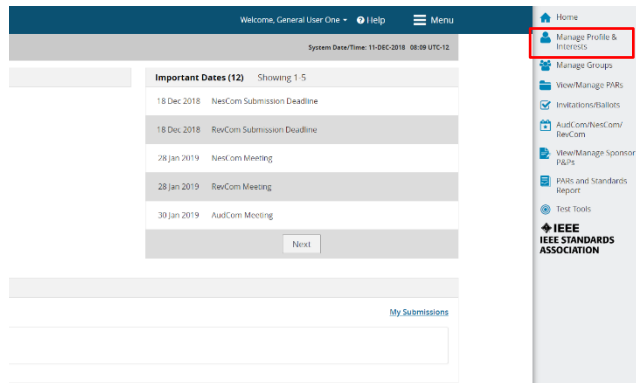 Welcome, General User One Help Menu
System Date/Time: 11-DEC-2018 08:09 UTC-12
Important Dates (12) Showing 1-5
18 Dec 2018 NesCom Submission Deadline
18 Dec 2018 RevCom Submission Deadline
28 Jan 2019 NesCom Meeting
28 Jan 2019 RevCom Meeting
30 Jan 2019 AudCom Meeting
Next
My Submissions
Home
Manage Profile &
Interests
Manage Groups
View/Manage PARs
Invitations/Ballots
AudCom/NesCom/
RevCom
View/Manage Sponsor
P&Ps
PARs and Standards
Report
Test Tools
IEEE
IEEE STANDARDS
ASSOCIATION